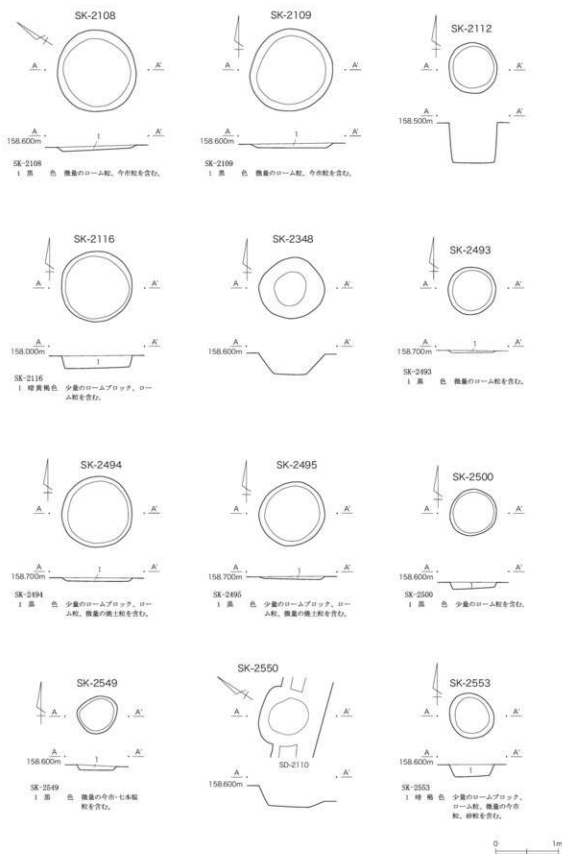 SK-2108
A A'
A A'
158.600m
1
SK-2108
1 黒 色 微量のローム粒、今市粒を含む。
SK-2109
A A'
A A'
158.600m
1
SK-2109
1 黒 色 微量のローム粒、今市粒を含む。
SK-2112
A A'
A A'
158.500m
SK-2116
A A'
A A'
158.000m
1
SK-2116
1 暗黄褐色 少量のロームブロック、ロー
ム粒を含む。
SK-2348
A A'
A A'
158.600m
SK-2493
A A'
A A'
158.700m
1
SK-2493
1 黒 色 微量のローム粒を含む。
SK-2494
A A'
A A'
158.700m
1
SK-2494
1 黒 色 少量のロームブロック、ロー
ム粒、微量の焼土粒を含む。
SK-2495
A A'
A A'
158.700m
1
SK-2495
1 黒 色 少量のロームブロック、ロー
ム粒、微量の焼土粒を含む。
SK-2500
A A'
A A'
158.600m
1
SK-2500
1 黒 色 少量のローム粒を含む。
SK-2549
A A'
A A'
158.600m
1
SK-2549
1 黒 色 微量の今市・七本桜
粒を含む。
SK-2550
A A'
SD-2110
A A'
158.600m
SK-2553
A A'
A A'
158.600m
1
SK-2553
1 暗 褐 色 少量のロームブロック、
ローム粒、微量の今市
粒、砂粒を含む。
0 1m